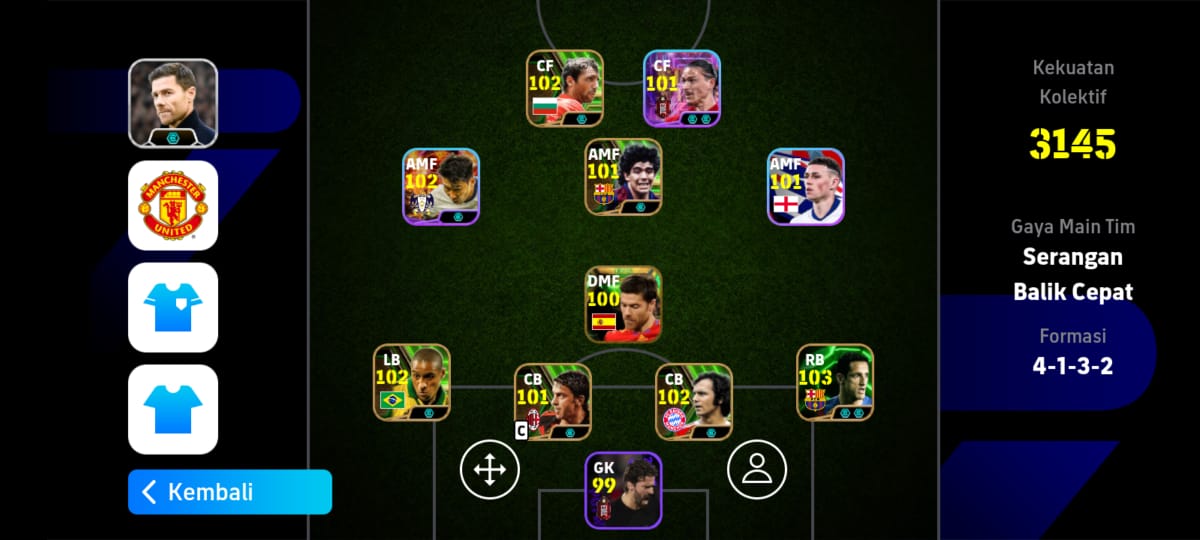 CF
102
CF
101
AMF
102
AMF
101
AMF
101
DMF
100
LB
102
CB
101
C
CB
102
RB
103
GK
99
MANCHESTER
UNITED
Kembali
Kekuatan
Kolektif
3145
Gaya Main Tim
Serangan
Balik Cepat
Formasi
4-1-3-2